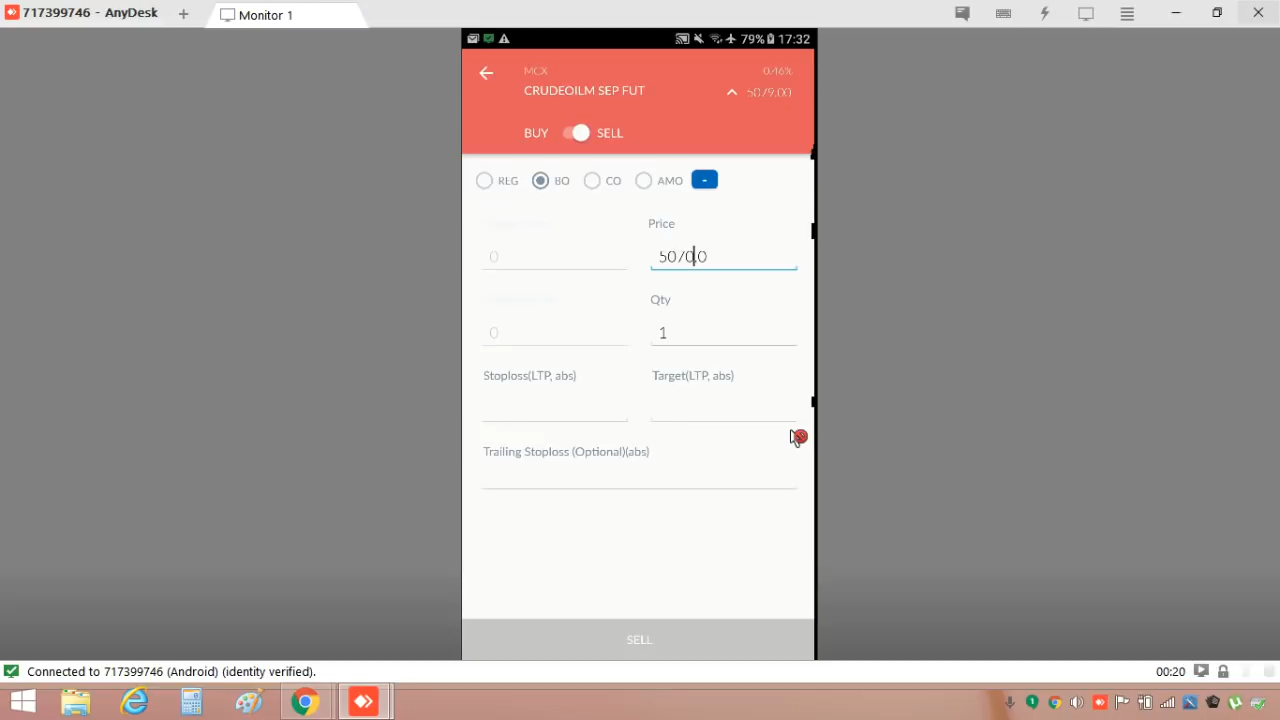 717399746 - AnyDesk
Monitor 1
79% 17:32
MCX
0.46%
CRUDEOILM SEP FUT
5079.00
BUY
SELL
REG
BO
CO
AMO
-
Price
0
5070.0
Qty
0
1
Stoploss(LTP, abs)
Target(LTP, abs)
Trailing Stoploss (Optional)(abs)
SELL
Connected to 717399746 (Android) (identity verified).
00:20